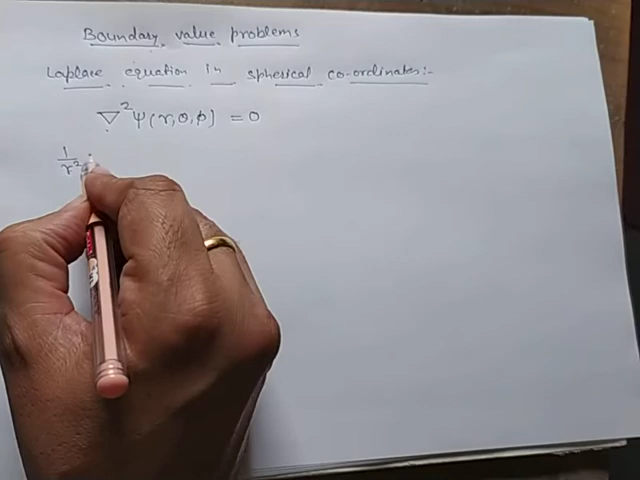 Boundary value problems
Laplace equation in spherical co-ordinates:-
∇²ψ(r,θ,φ) = 0
1/r²